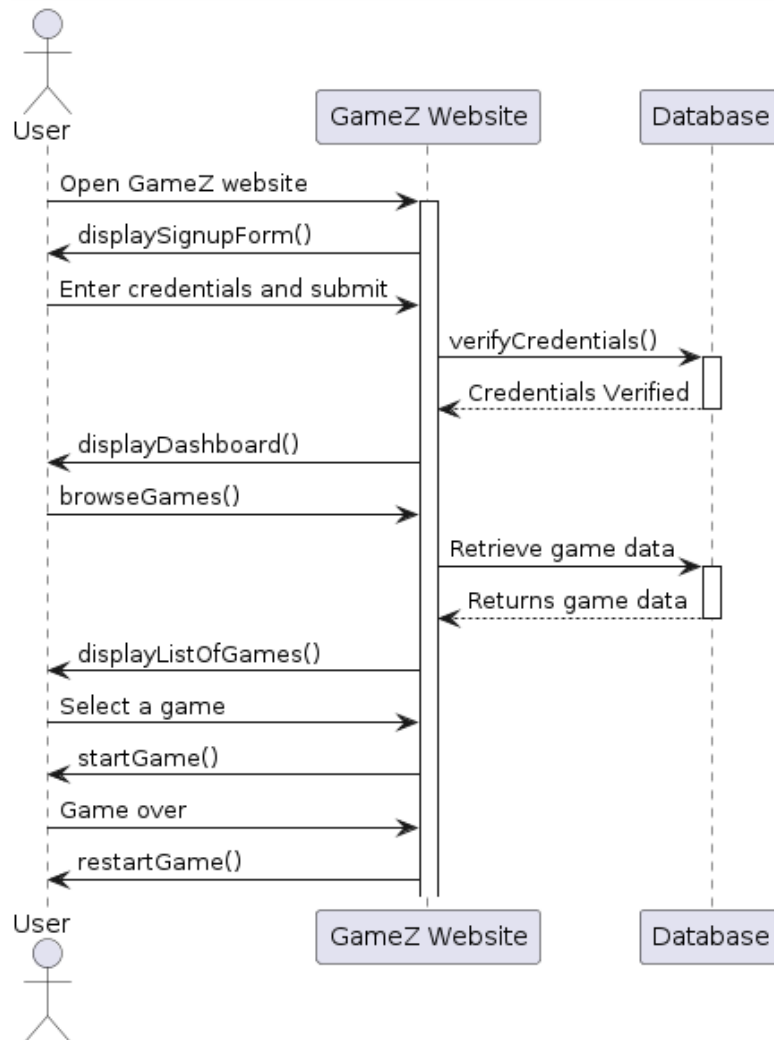 User
GameZ Website
Database
Open GameZ website
displaySignupForm()
Enter credentials and submit
verifyCredentials()
Credentials Verified
displayDashboard()
browseGames()
Retrieve game data
Returns game data
displayListOfGames()
Select a game
startGame()
Game over
restartGame()
User
GameZ Website
Database